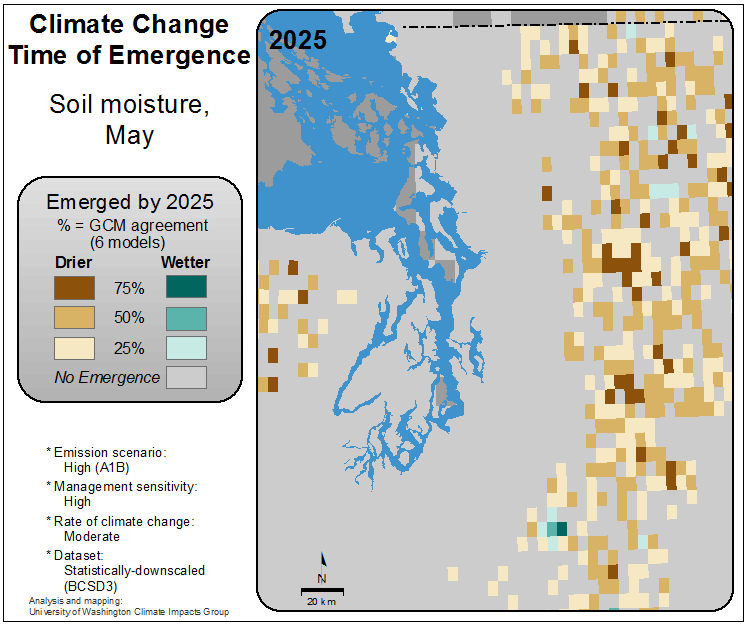 Climate Change
Time of Emergence
Soil moisture,
May
Emerged by 2025
% = GCM agreement
(6 models)
Drier Wetter
75%
50%
25%
No Emergence
* Emission scenario:
High (A1B)
* Management sensitivity:
High
* Rate of climate change:
Moderate
* Dataset:
Statistically-downscaled
(BCSD3)
Analysis and mapping:
University of Washington Climate Impacts Group
2025
N
20 km